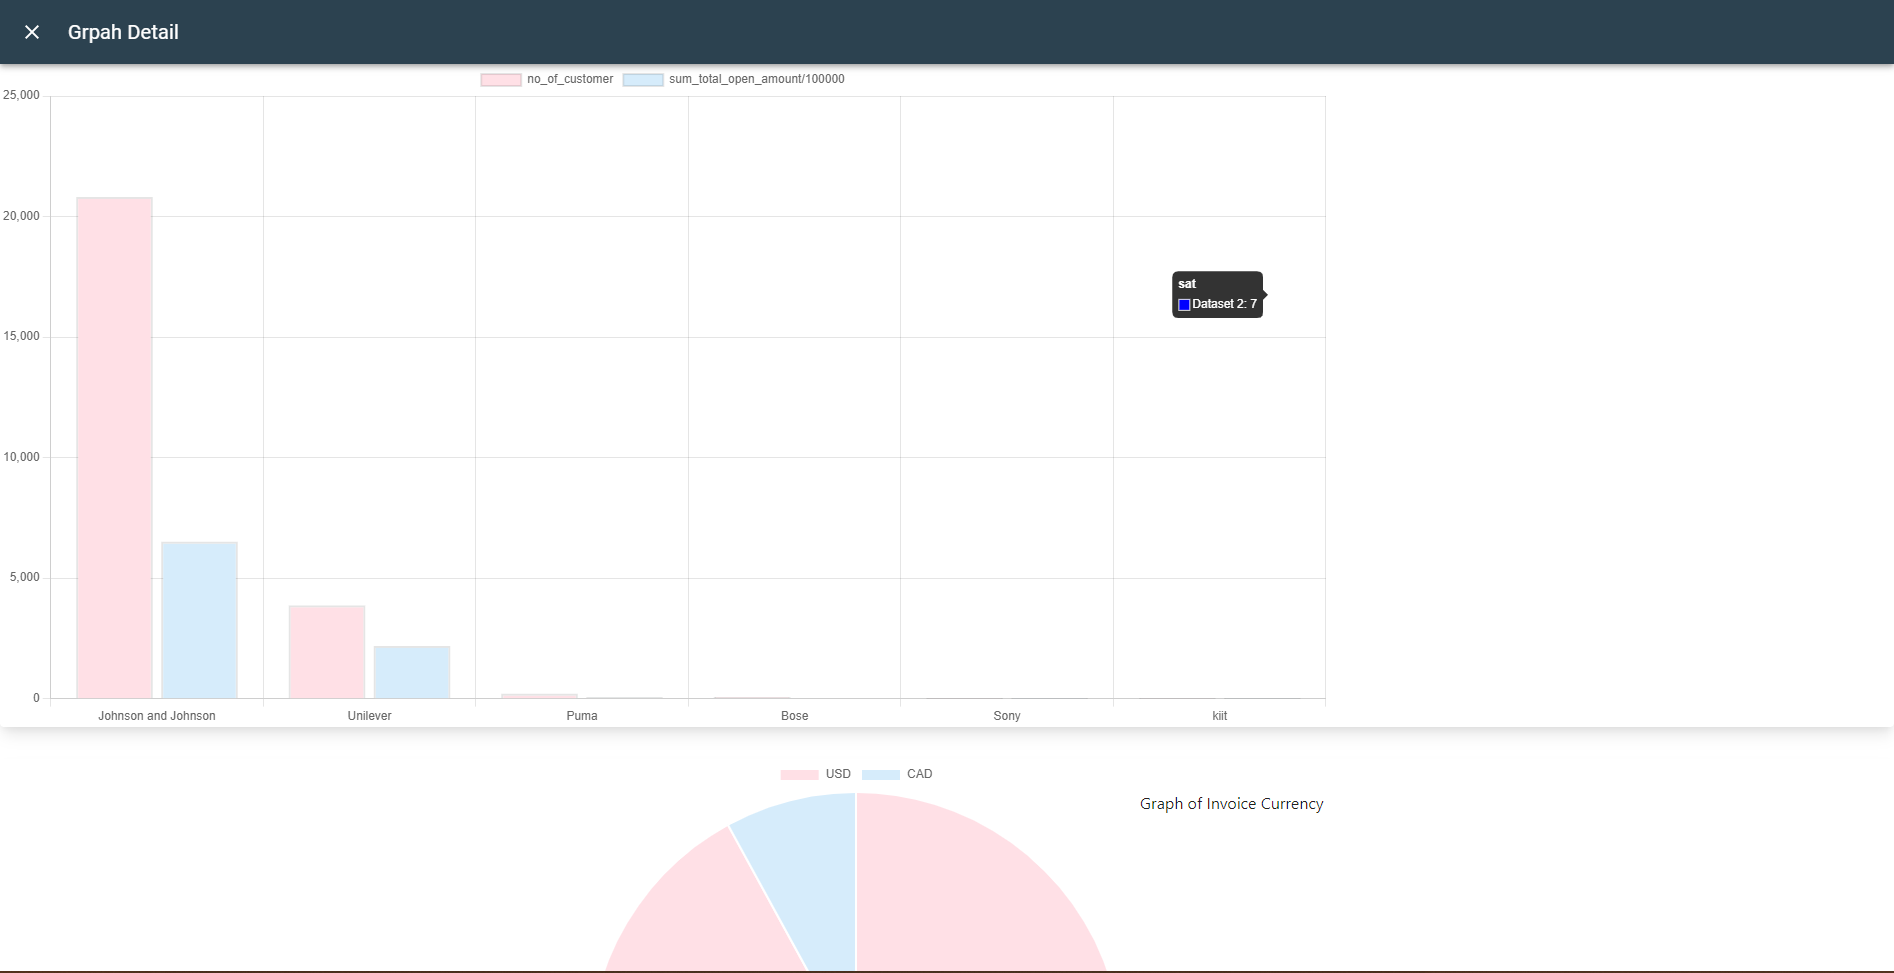 Grpah Detail
no_of_customer sum_total_open_amount/100000
25,000
20,000
15,000
10,000
5,000
0
sat
Dataset 2: 7
Johnson and Johnson Unilever Puma Bose Sony kiit
USD CAD
Graph of Invoice Currency